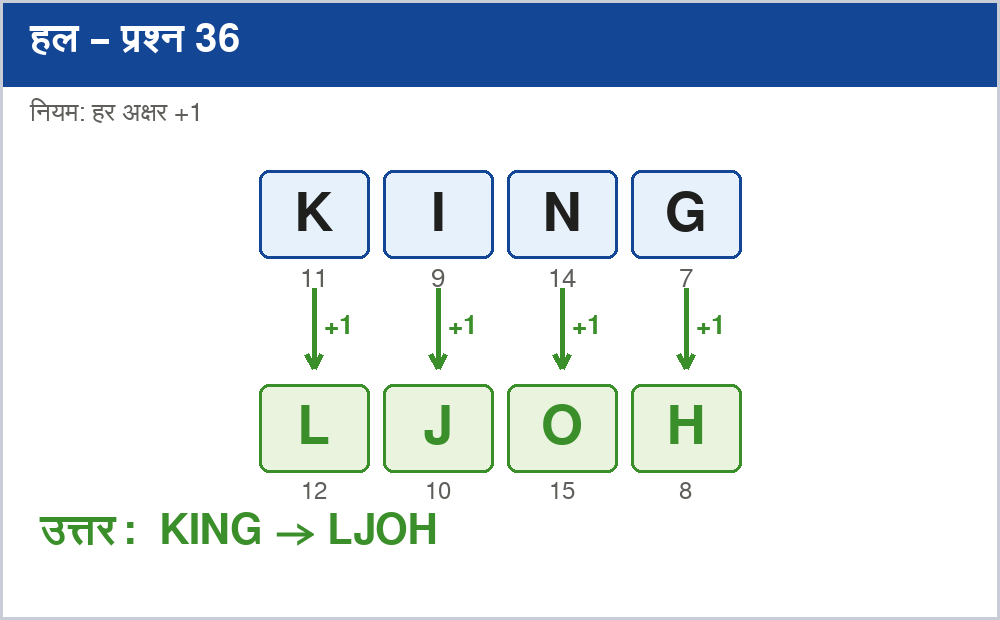 हल – प्रश्न 36
नियम: हर अक्षर +1
K I N G
11 9 14 7
+1 +1 +1 +1
L J O H
12 10 15 8
उत्तर : KING → LJOH